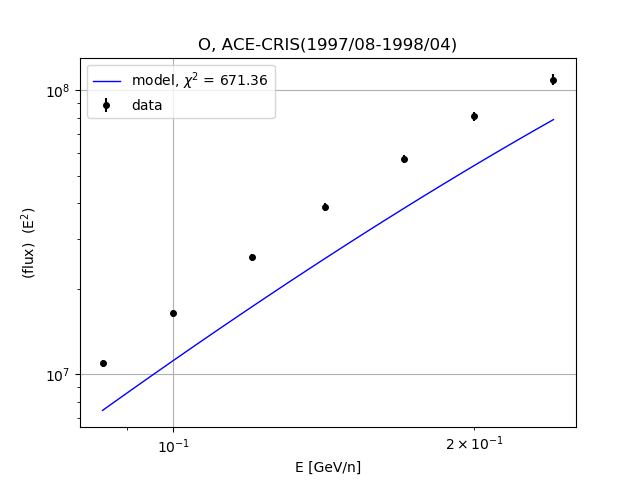 O, ACE-CRIS(1997/08-1998/04)
model, χ² = 671.36
data
10⁸
(flux) (E²)
10⁷
10⁻¹
2 × 10⁻¹
E [GeV/n]